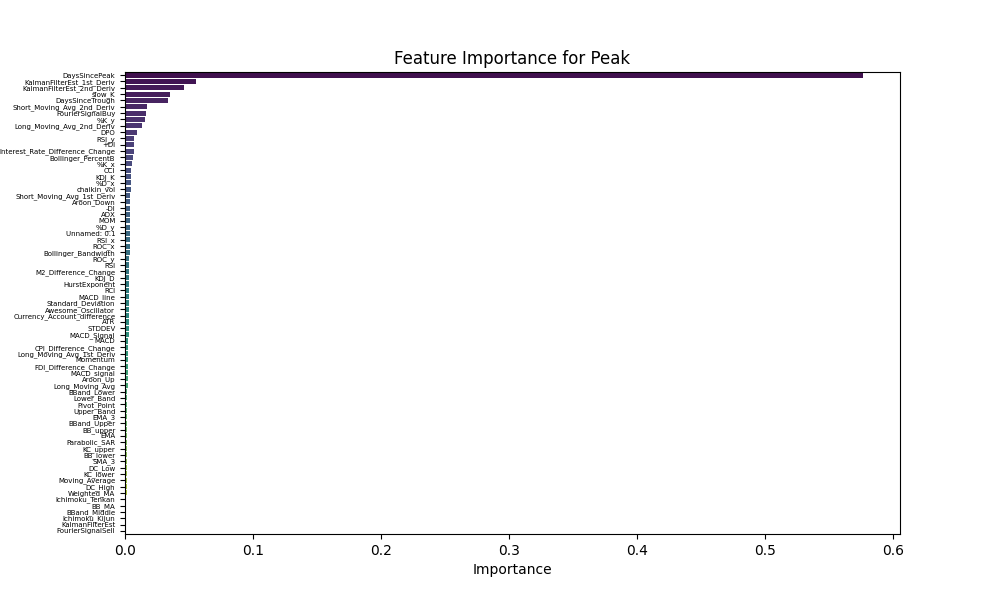 Feature Importance for Peak
DaysSincePeak
KalmanFilterEst_1st_Deriv
KalmanFilterEst_2nd_Deriv
slow_K
DaysSinceTrough
Short_Moving_Avg_2nd_Deriv
FourierSignalBuy
%K_y
Long_Moving_Avg_2nd_Deriv
DPO
RSI_y
+DI
Interest_Rate_Difference_Change
Bollinger_PercentB
%K_x
CCI
KDJ_K
%D_x
chaikin_vol
Short_Moving_Avg_1st_Deriv
Aroon_Down
-DI
ADX
MOM
%D_y
Unnamed: 0.1
RSI_x
ROC_x
Bollinger_Bandwidth
ROC_y
RSI
M2_Difference_Change
KDJ_D
HurstExponent
RCI
MACD_line
Standard_Deviation
Awesome_Oscillator
Currency_Account_difference
ATR
STDDEV
MACD_Signal
MACD
CPI_Difference_Change
Long_Moving_Avg_1st_Deriv
Momentum
FDI_Difference_Change
MACD_signal
Aroon_Up
Long_Moving_Avg
BBand_Lower
Lower_Band
Pivot_Point
Upper_Band
EMA_3
BBand_Upper
BB_upper
EMA
Parabolic_SAR
KC_upper
BB_lower
SMA_3
DC_Low
KC_lower
Moving_Average
DC_High
Weighted_MA
Ichimoku_Tenkan
BB_MA
BBand_Middle
Ichimoku_Kijun
KalmanFilterEst
FourierSignalSell
0.0 0.1 0.2 0.3 0.4 0.5 0.6
Importance